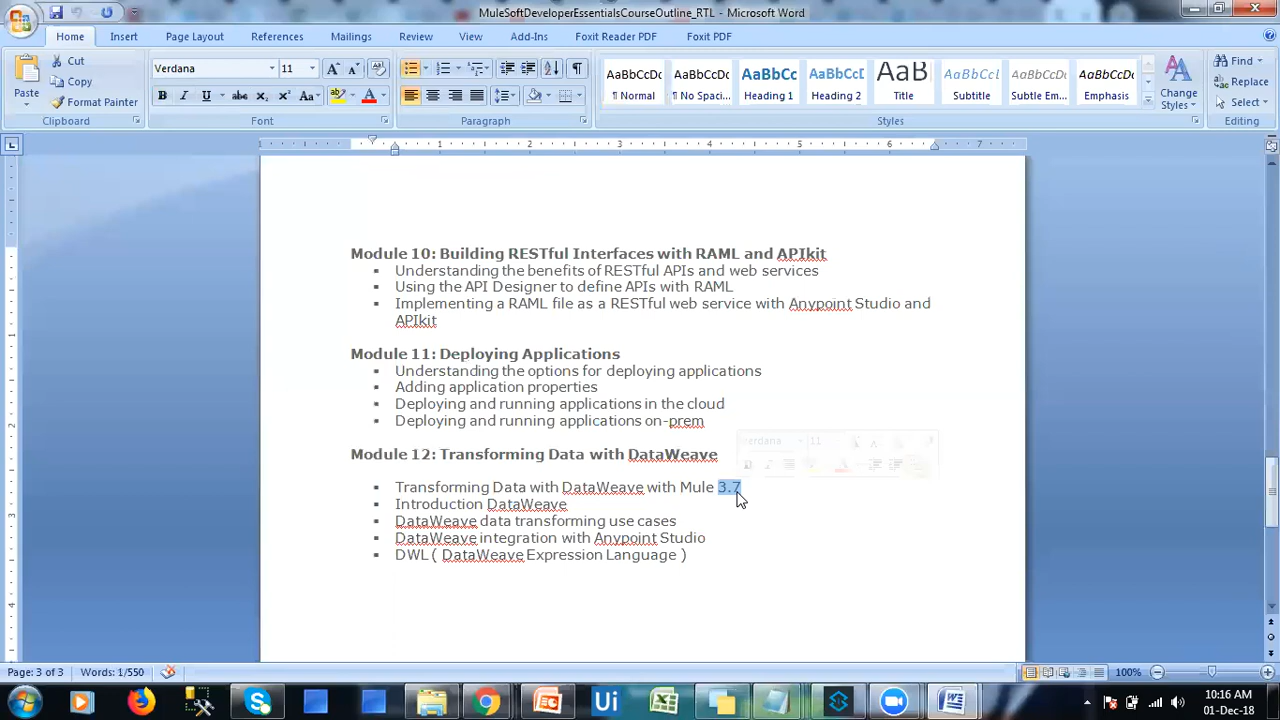 MuleSoftDeveloperEssentialsCourseOutline_RTL - Microsoft Word
Home Insert Page Layout References Mailings Review View Add-Ins Foxit Reader PDF Foxit PDF
Paste
Cut
Copy
Format Painter
Clipboard
Verdana 11
Font
Paragraph
AaBbCcDc AaBbCcDc AaBbCc AaBbCc AaB AaBbCcl AaBbCcDc AaBbCcDc
¶ Normal ¶ No Spaci... Heading 1 Heading 2 Title Subtitle Subtle Em... Emphasis
Change Styles
Styles
Find
Replace
Select
Editing
Module 10: Building RESTful Interfaces with RAML and APIkit
▪ Understanding the benefits of RESTful APIs and web services
▪ Using the API Designer to define APIs with RAML
▪ Implementing a RAML file as a RESTful web service with Anypoint Studio and
APIkit
Module 11: Deploying Applications
▪ Understanding the options for deploying applications
▪ Adding application properties
▪ Deploying and running applications in the cloud
▪ Deploying and running applications on-prem
Module 12: Transforming Data with DataWeave
▪ Transforming Data with DataWeave with Mule 3.7
▪ Introduction DataWeave
▪ DataWeave data transforming use cases
▪ DataWeave integration with Anypoint Studio
▪ DWL ( DataWeave Expression Language )
Page: 3 of 3 Words: 1/550 100%
Ui
10:16 AM
01-Dec-18